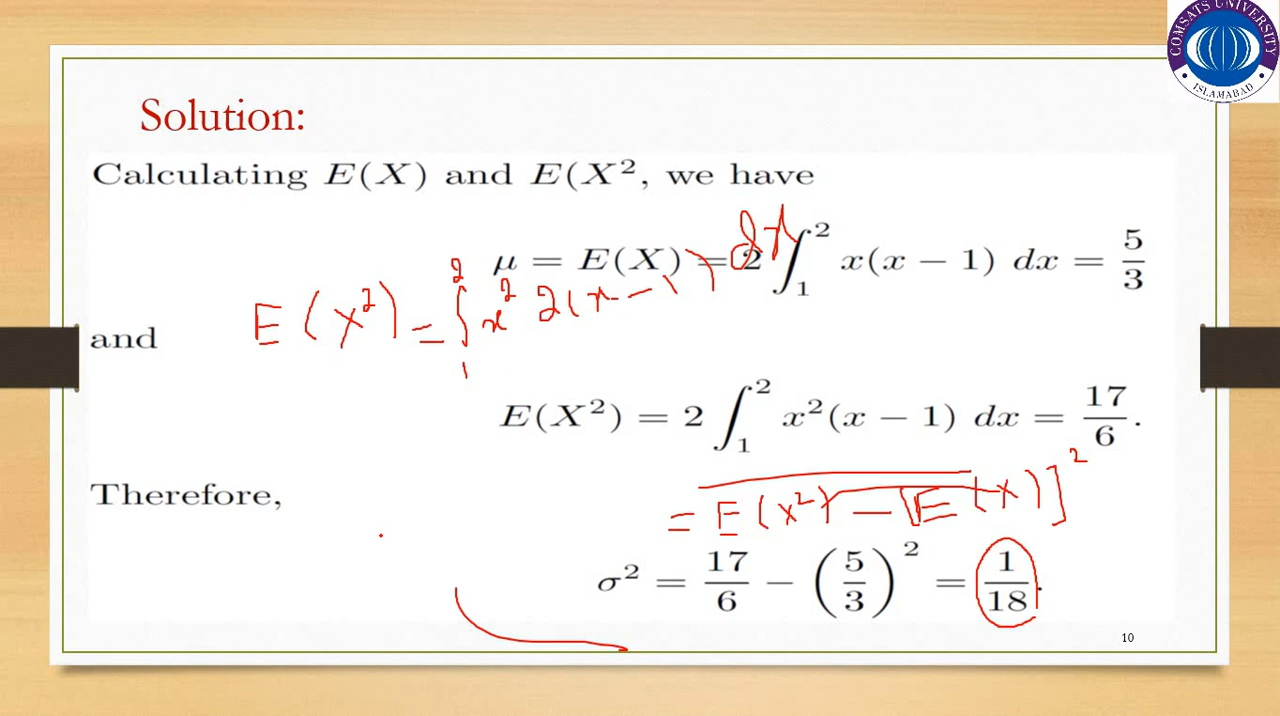 COMSATS UNIVERSITY
ISLAMABAD
Solution:
Calculating E(X) and E(X², we have
μ = E(X) = 2 ∫₁² x(x − 1) dx = 5/3
E(x²) = ∫₁² x² 2(x−1) dx
and
E(X²) = 2 ∫₁² x²(x − 1) dx = 17/6.
Therefore,
= E(x²) − [E(x)]²
σ² = 17/6 − (5/3)² = 1/18.
10